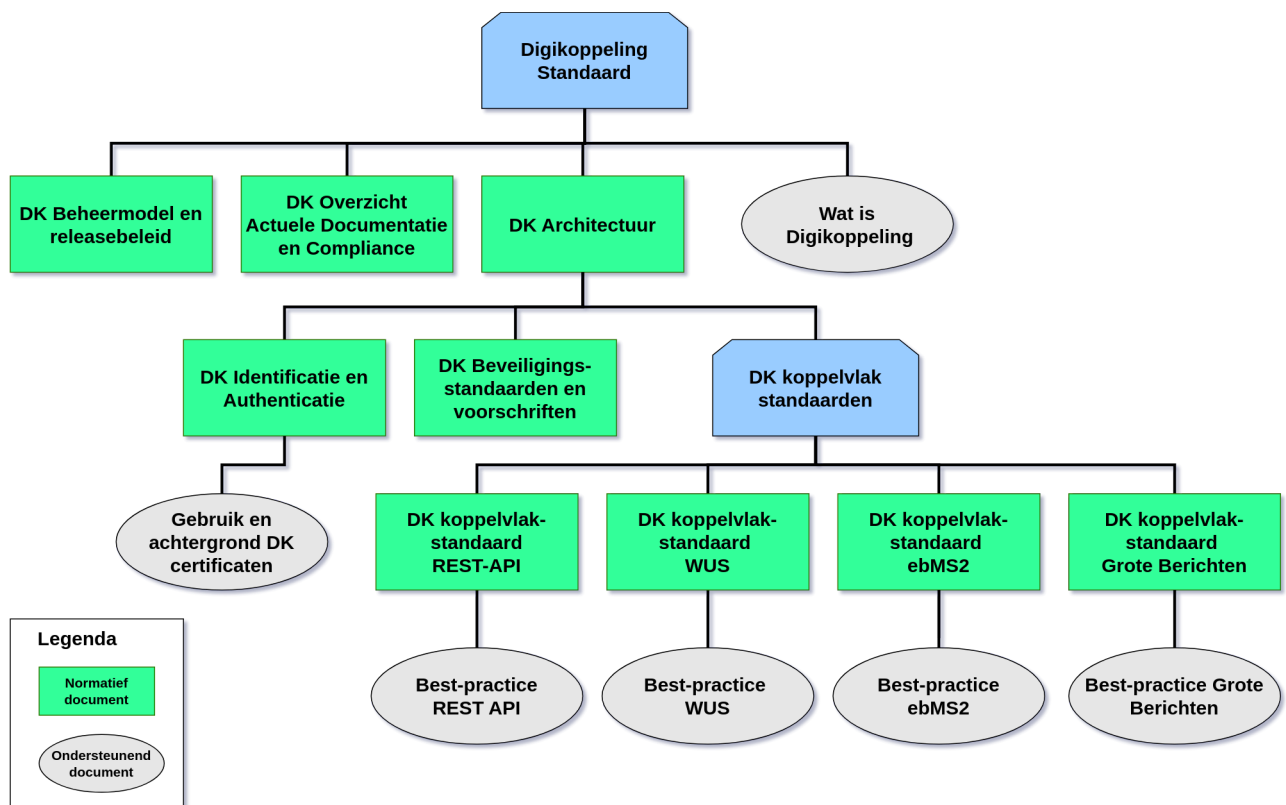 Digikoppeling
Standaard
DK Beheermodel en
releasebeleid
DK Overzicht
Actuele Documentatie
en Compliance
DK Architectuur
Wat is
Digikoppeling
DK Identificatie en
Authenticatie
DK Beveiligings-
standaarden en
voorschriften
DK koppelvlak
standaarden
Gebruik en
achtergrond DK
certificaten
DK koppelvlak-
standaard
REST-API
DK koppelvlak-
standaard
WUS
DK koppelvlak-
standaard
ebMS2
DK koppelvlak-
standaard
Grote Berichten
Best-practice
REST API
Best-practice
WUS
Best-practice
ebMS2
Best-practice Grote
Berichten
Legenda
Normatief
document
Ondersteunend
document